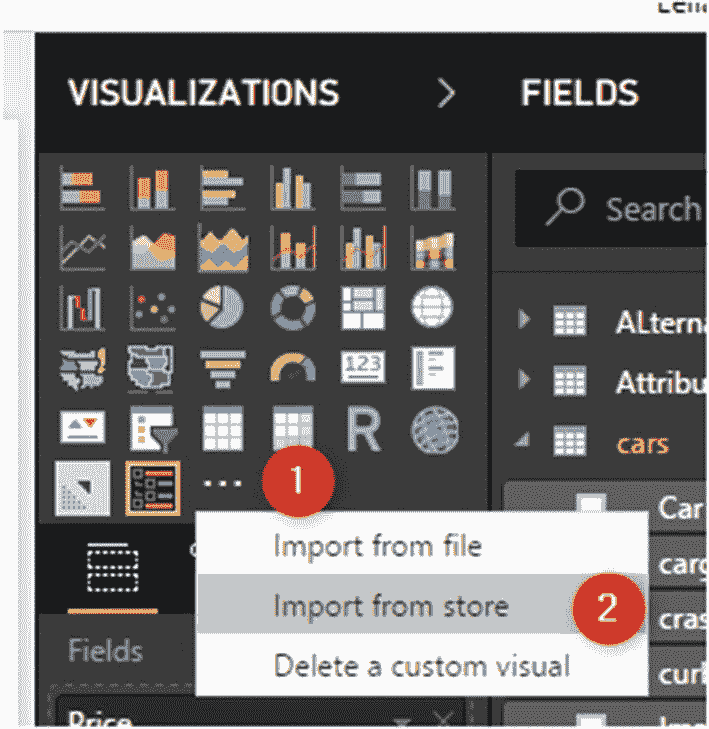 VISUALIZATIONS
FIELDS
Search
123
ALterna
Attribu
R
cars
1
Car
Import from file
Import from store
2
Delete a custom visual
Fields
Price